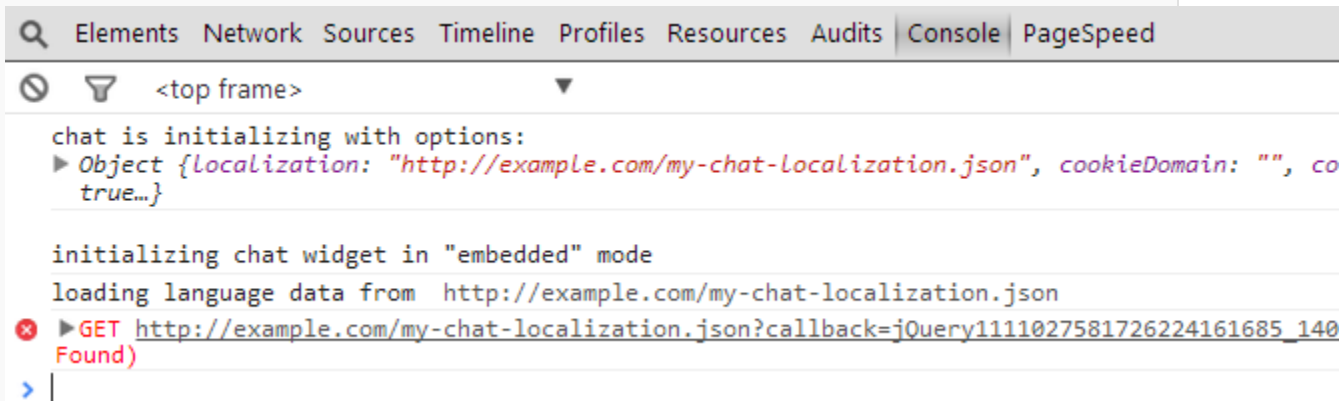 Elements Network Sources Timeline Profiles Resources Audits Console PageSpeed
<top frame>
chat is initializing with options:
Object {localization: "http://example.com/my-chat-localization.json", cookieDomain: "", co
true…}
initializing chat widget in "embedded" mode
loading language data from http://example.com/my-chat-localization.json
GET http://example.com/my-chat-localization.json?callback=jQuery1111027581726224161685_140
Found)